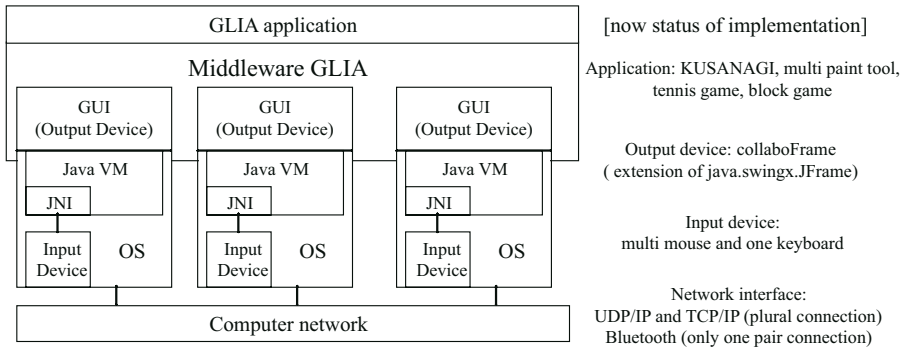 GLIA application
Middleware GLIA
GUI
(Output Device)
Java VM
JNI
Input
Device
OS
GUI
(Output Device)
Java VM
JNI
Input
Device
OS
GUI
(Output Device)
Java VM
JNI
Input
Device
OS
Computer network
[now status of implementation]
Application: KUSANAGI, multi paint tool,
tennis game, block game
Output device: collaboFrame
( extension of java.swingx.JFrame)
Input device:
multi mouse and one keyboard
Network interface:
UDP/IP and TCP/IP (plural connection)
Bluetooth (only one pair connection)